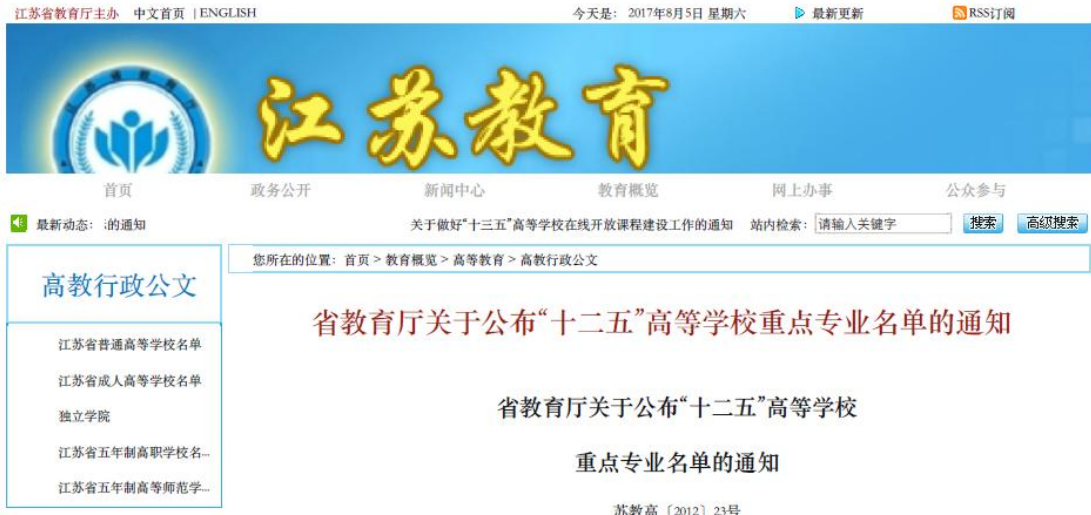 江苏省教育厅主办 中文首页 | ENGLISH 今天是: 2017年8月5日 星期六 最新更新 RSS订阅
江苏教育
首页 政务公开 新闻中心 教育概览 网上办事 公众参与
最新动态: 的通知 关于做好“十三五”高等学校在线开放课程建设工作的通知 站内检索: 请输入关键字 搜索 高级搜索
您所在的位置: 首页 > 教育概览 > 高等教育 > 高教行政公文
高教行政公文
江苏省普通高等学校名单
江苏省成人高等学校名单
独立学院
江苏省五年制高职学校名...
江苏省五年制高等师范学...
省教育厅关于公布“十二五”高等学校重点专业名单的通知
省教育厅关于公布“十二五”高等学校
重点专业名单的通知
苏教高〔2012〕23号